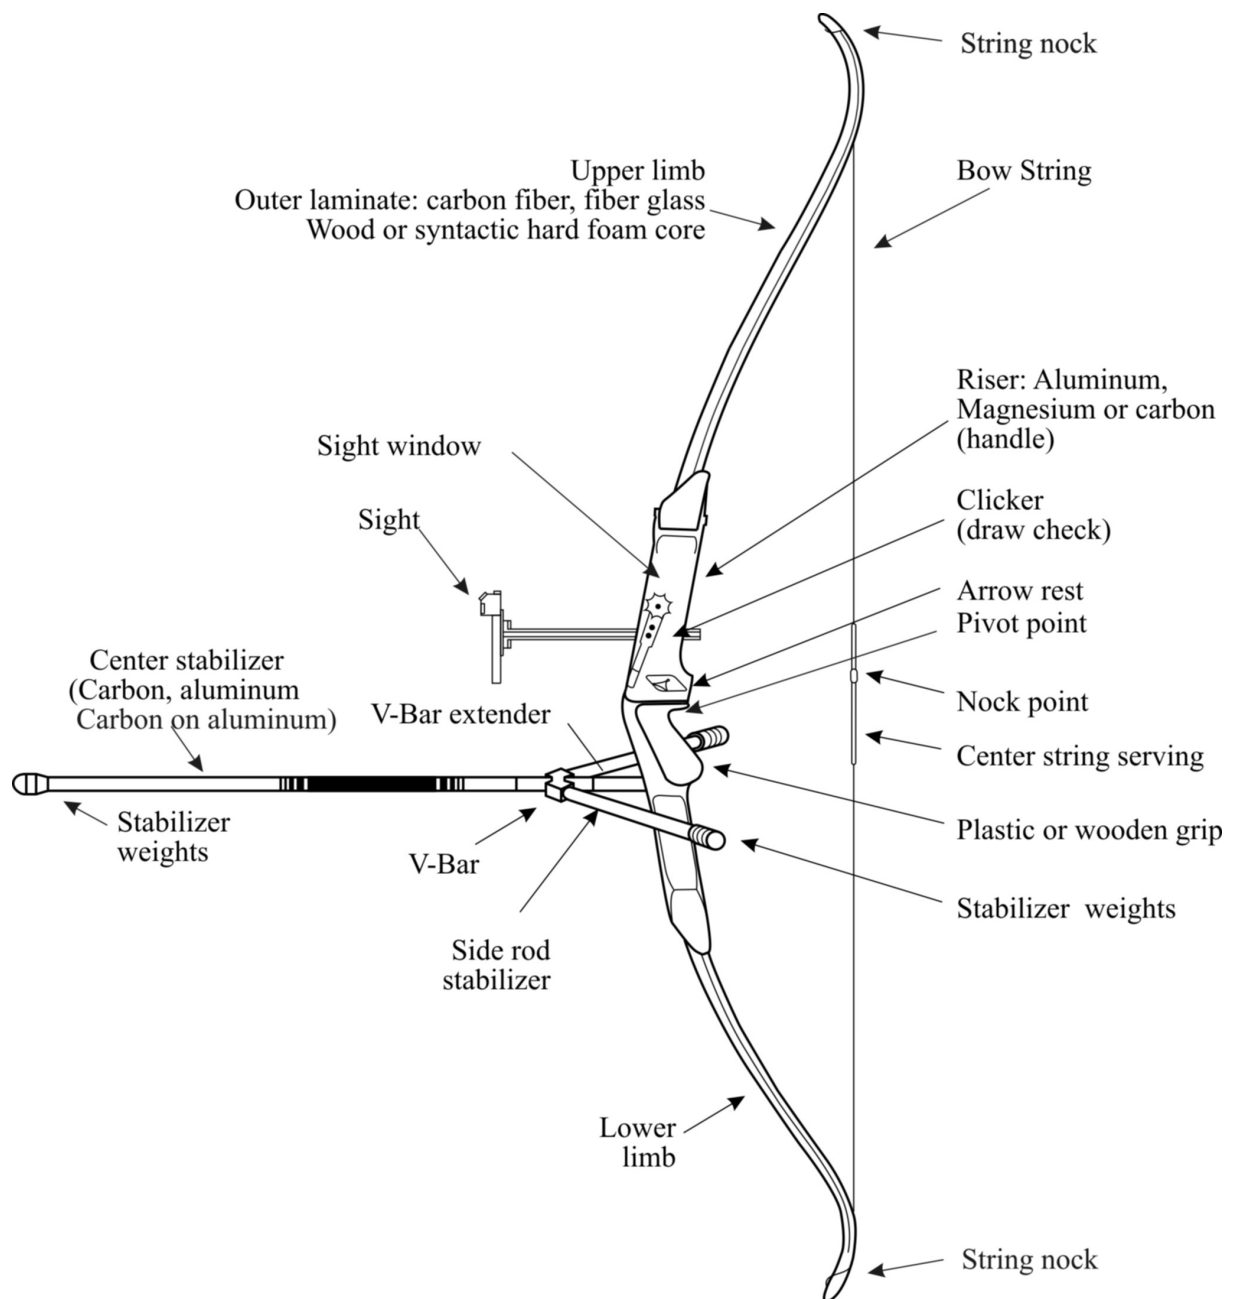 String nock
Upper limb
Outer laminate: carbon fiber, fiber glass
Wood or syntactic hard foam core
Bow String
Riser: Aluminum,
Magnesium or carbon
(handle)
Sight window
Sight
Clicker
(draw check)
Arrow rest
Pivot point
Center stabilizer
(Carbon, aluminum
Carbon on aluminum)
V-Bar extender
Nock point
Center string serving
Stabilizer
weights
V-Bar
Plastic or wooden grip
Stabilizer weights
Side rod
stabilizer
Lower
limb
String nock